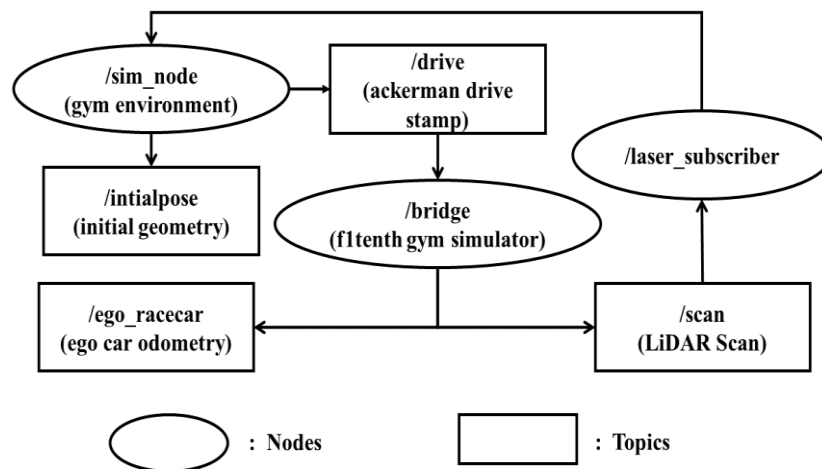 /sim_node
(gym environment)
/drive
(ackerman drive
stamp)
/laser_subscriber
/intialpose
(initial geometry)
/bridge
(f1tenth gym simulator)
/ego_racecar
(ego car odometry)
/scan
(LiDAR Scan)
: Nodes
: Topics